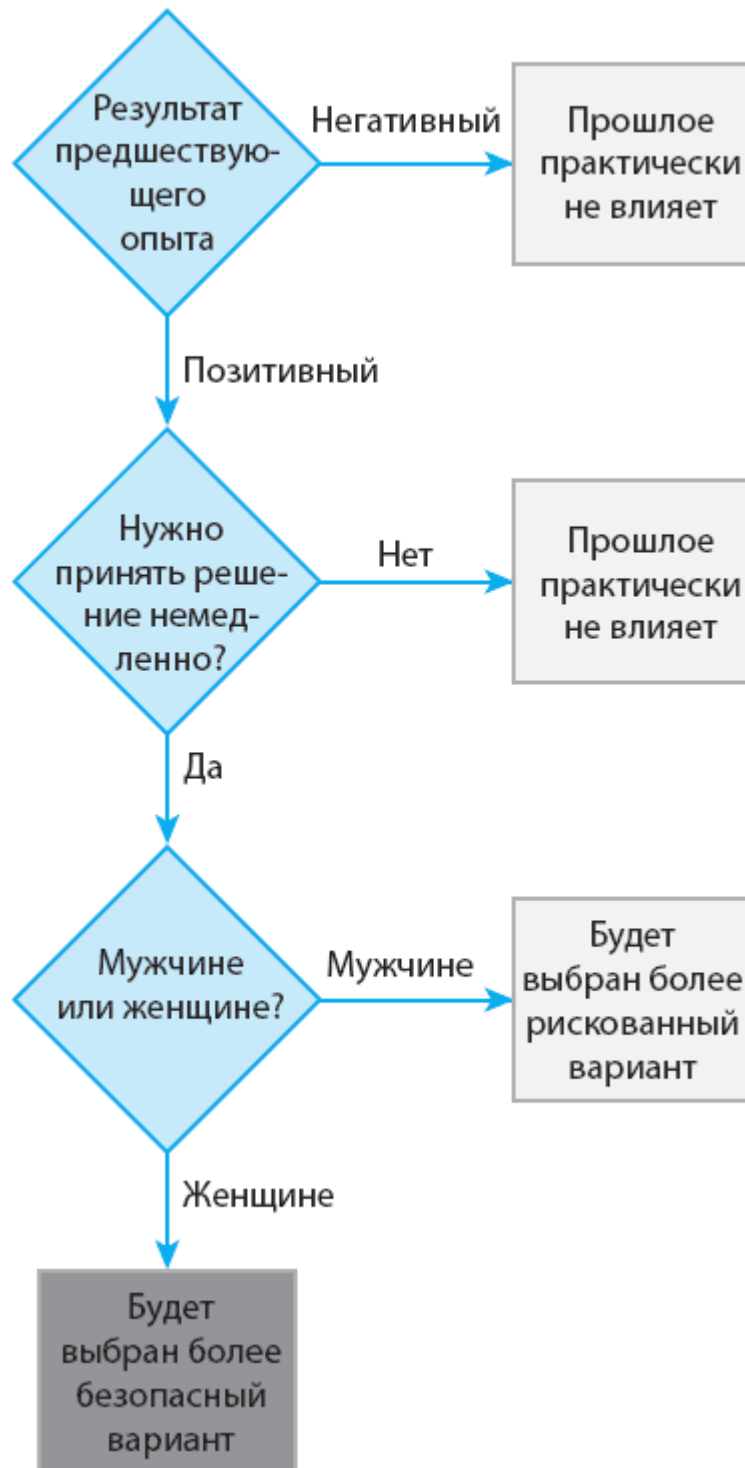 Результат
предшествую-
щего
опыта
Негативный
Прошлое
практически
не влияет
Позитивный
Нужно
принять реше-
ние немед-
ленно?
Нет
Прошлое
практически
не влияет
Да
Мужчине
или женщине?
Мужчине
Будет
выбран более
рискованный
вариант
Женщине
Будет
выбран более
безопасный
вариант